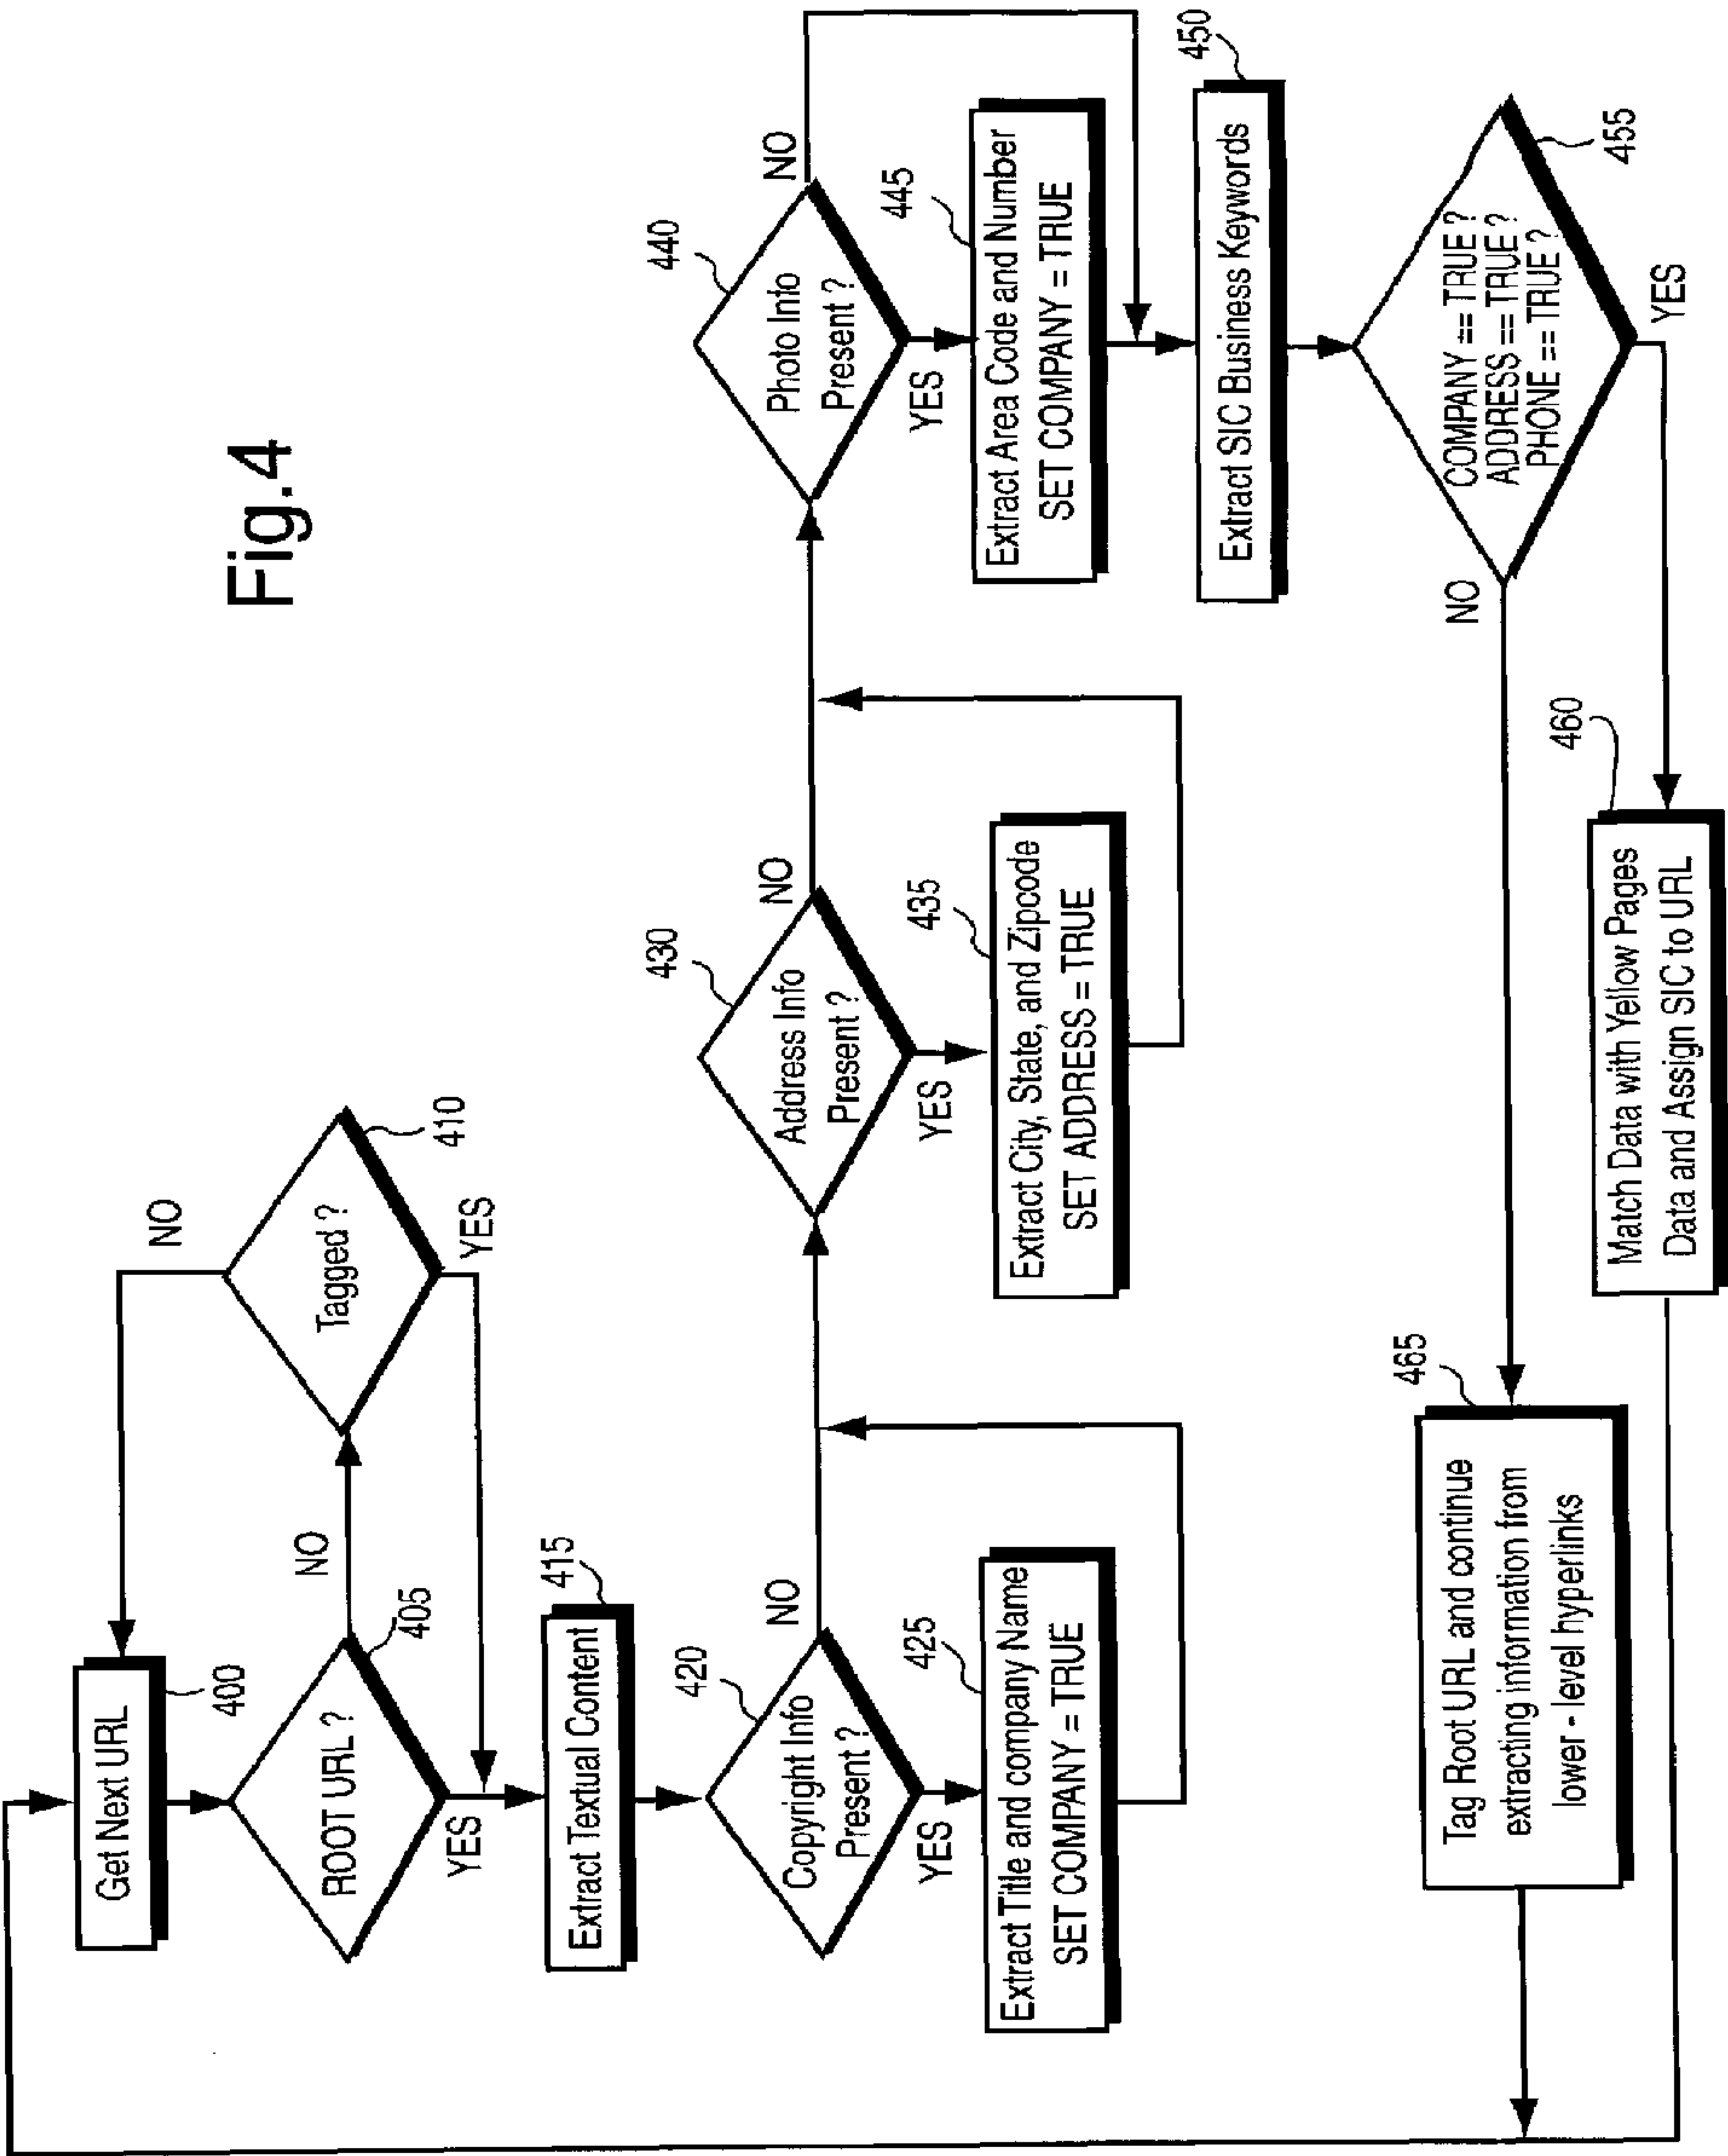 Fig.4
Get Next URL
400
ROOT URL ?
405
NO
YES
Tagged ?
410
NO
YES
Extract Textual Content
415
Copyright Info
Present ?
420
NO
YES
Extract Title and company Name
SET COMPANY = TRUE
425
Address Info
Present ?
430
NO
YES
Extract City, State, and Zipcode
SET ADDRESS = TRUE
435
Photo Info
Present ?
440
NO
YES
Extract Area Code and Number
SET COMPANY = TRUE
445
Extract SIC Business Keywords
450
COMPANY == TRUE ?
ADDRESS == TRUE ?
PHONE == TRUE ?
455
NO
YES
Match Data with Yellow Pages
Data and Assign SIC to URL
460
Tag Root URL and continue
extracting information from
lower - level hyperlinks
465